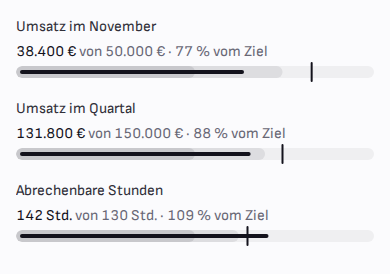 Umsatz im November
38.400 € von 50.000 € · 77 % vom Ziel
Umsatz im Quartal
131.800 € von 150.000 € · 88 % vom Ziel
Abrechenbare Stunden
142 Std. von 130 Std. · 109 % vom Ziel